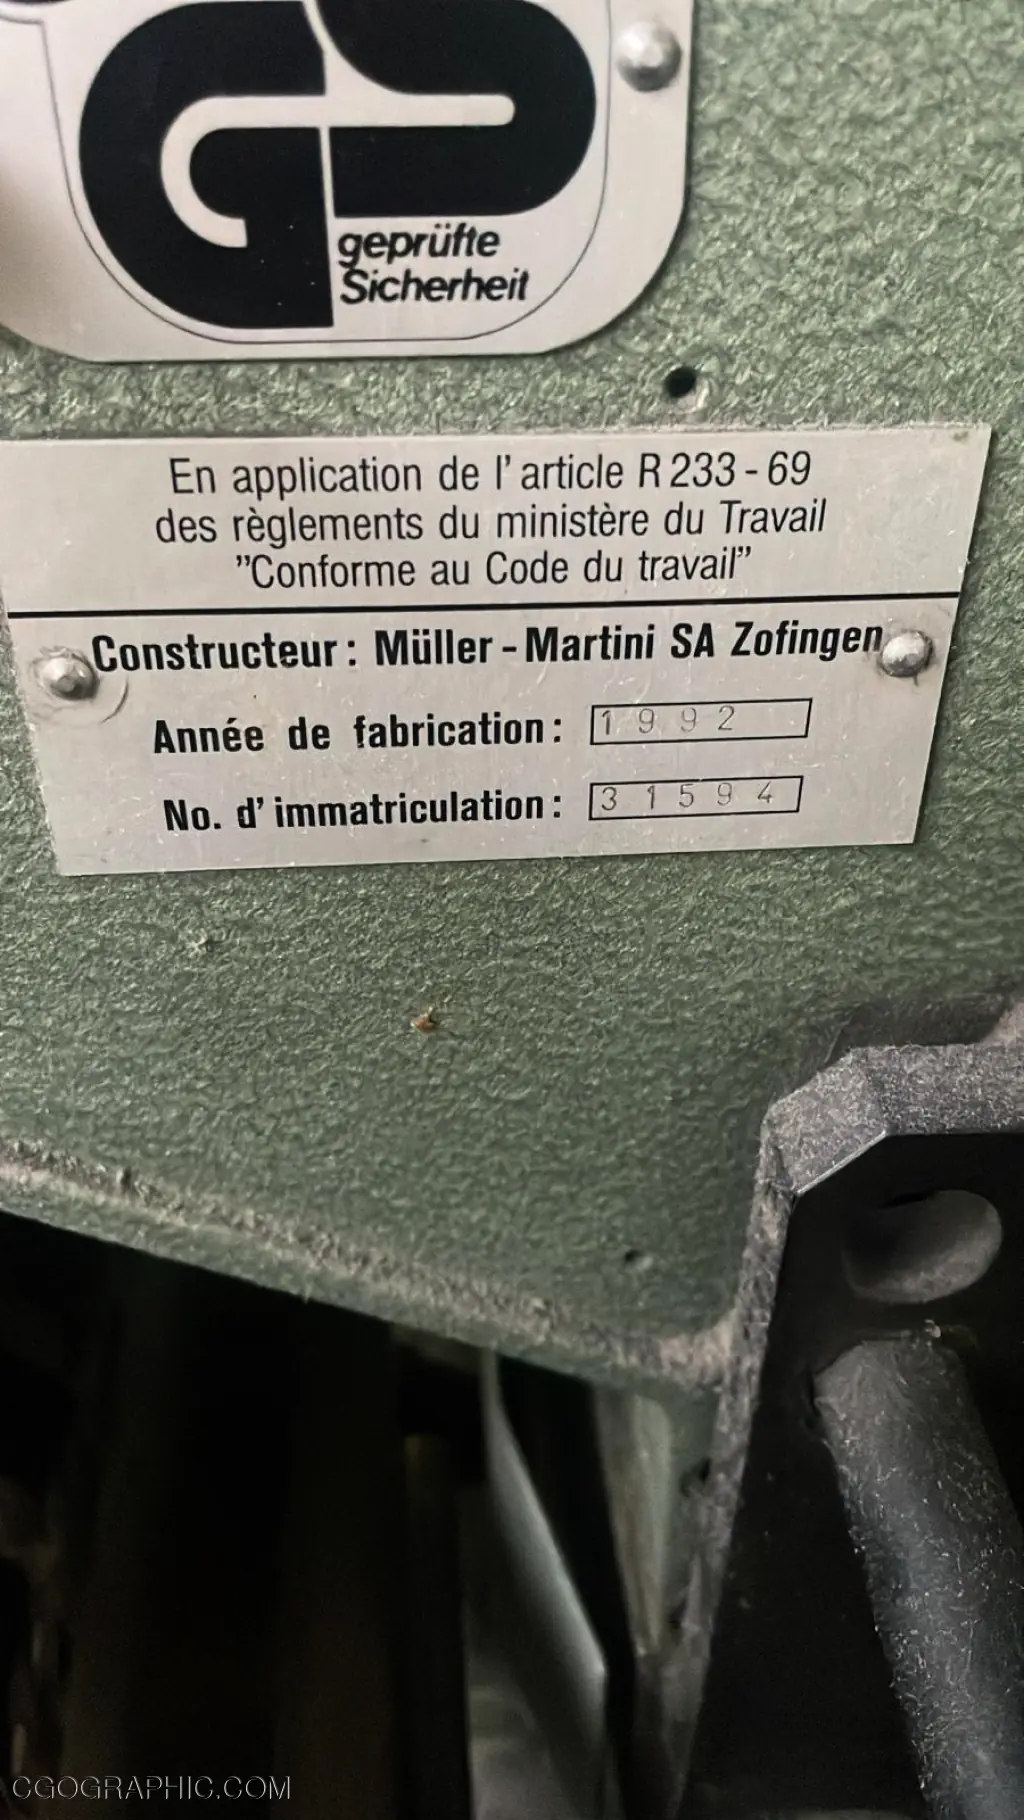 geprüfte
Sicherheit
En application de l'article R 233 - 69
des règlements du ministère du Travail
"Conforme au Code du travail"
Constructeur : Müller - Martini SA Zofingen
Année de fabrication : 1992
No. d'immatriculation : 31594
CGOGRAPHIC.COM